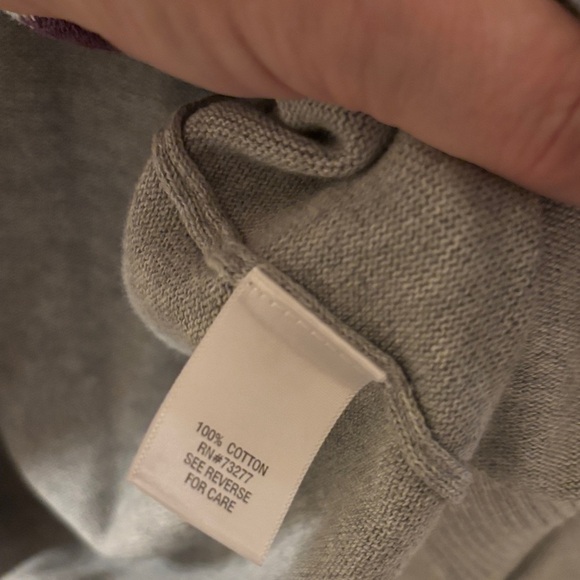 100% COTTON
RN#73277
SEE REVERSE
FOR CARE